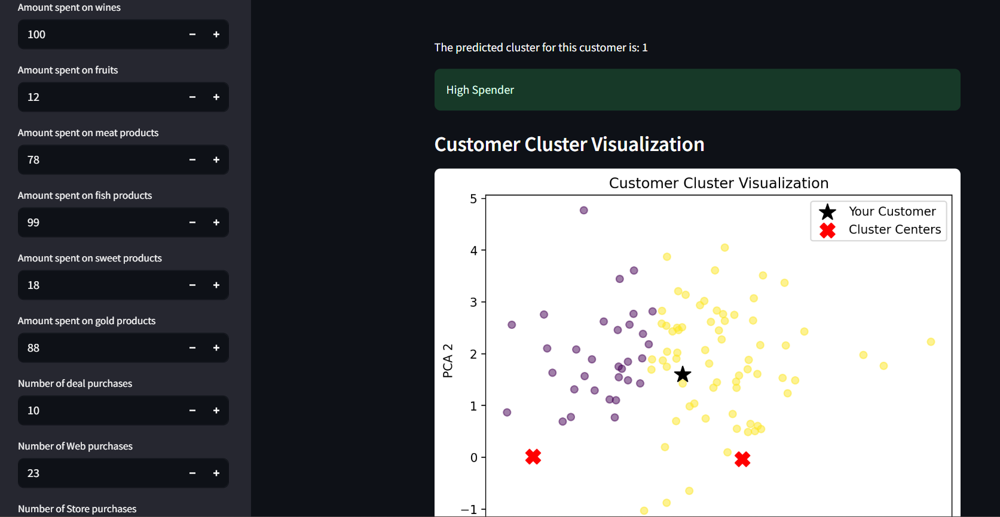 Amount spent on wines
100
Amount spent on fruits
12
Amount spent on meat products
78
Amount spent on fish products
99
Amount spent on sweet products
18
Amount spent on gold products
88
Number of deal purchases
10
Number of Web purchases
23
Number of Store purchases
The predicted cluster for this customer is: 1
High Spender
Customer Cluster Visualization
Customer Cluster Visualization
Your Customer
Cluster Centers
PCA 2
5
4
3
2
1
0
−1